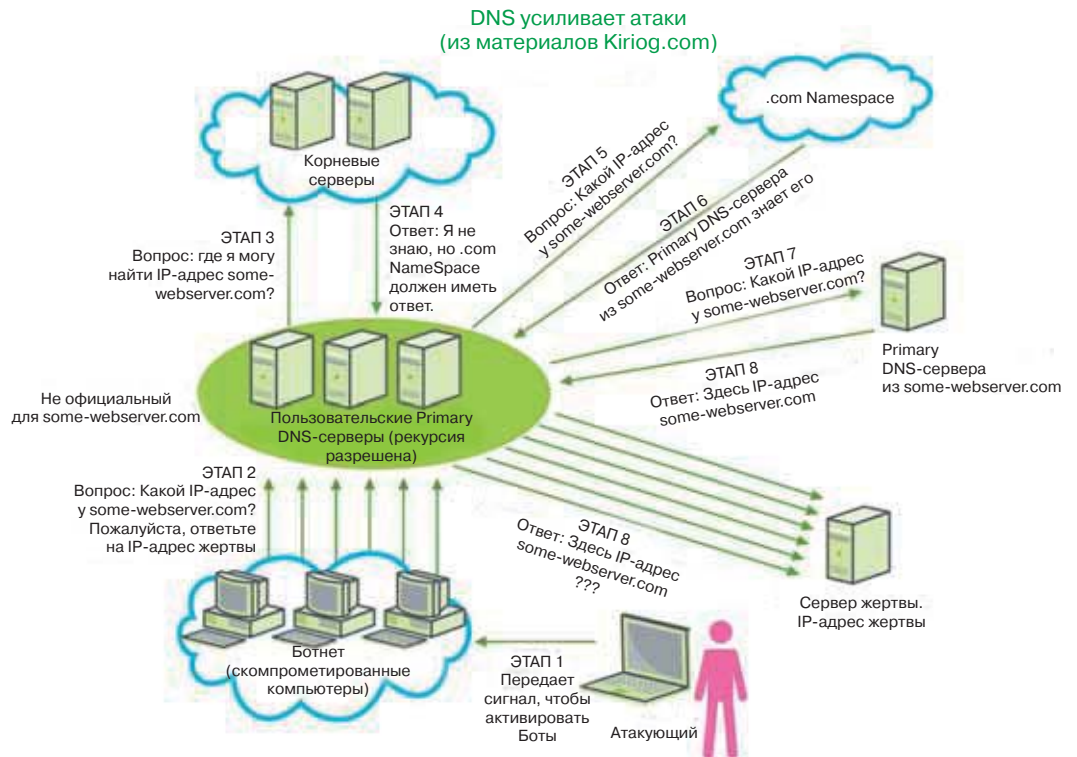 DNS усиливает атаки
(из материалов Kiriog.com)
.com Namespace
Корневые
серверы
ЭТАП 5
Вопрос: Какой IP-адрес
у some-webserver.com?
ЭТАП 6
Ответ: Primary DNS-сервера
из some-webserver.com знает его
ЭТАП 3
Вопрос: где я могу
найти IP-адрес some-
webserver.com?
ЭТАП 4
Ответ: Я не
знаю, но .com
NameSpace
должен иметь
ответ.
ЭТАП 7
Вопрос: Какой IP-адрес
у some-webserver.com?
Primary
DNS-сервера
из some-webserver.com
ЭТАП 8
Ответ: Здесь IP-адрес
some-webserver.com
Не официальный
для some-webserver.com
Пользовательские Primary
DNS-серверы (рекурсия
разрешена)
ЭТАП 2
Вопрос: Какой IP-адрес
у some-webserver.com?
Пожалуйста, ответьте
на IP-адрес жертвы
ЭТАП 8
Ответ: Здесь IP-адрес
some-webserver.com
???
Сервер жертвы.
IP-адрес жертвы
Ботнет
(скомпрометированные
компьютеры)
ЭТАП 1
Передает
сигнал, чтобы
активировать
Боты
Атакующий